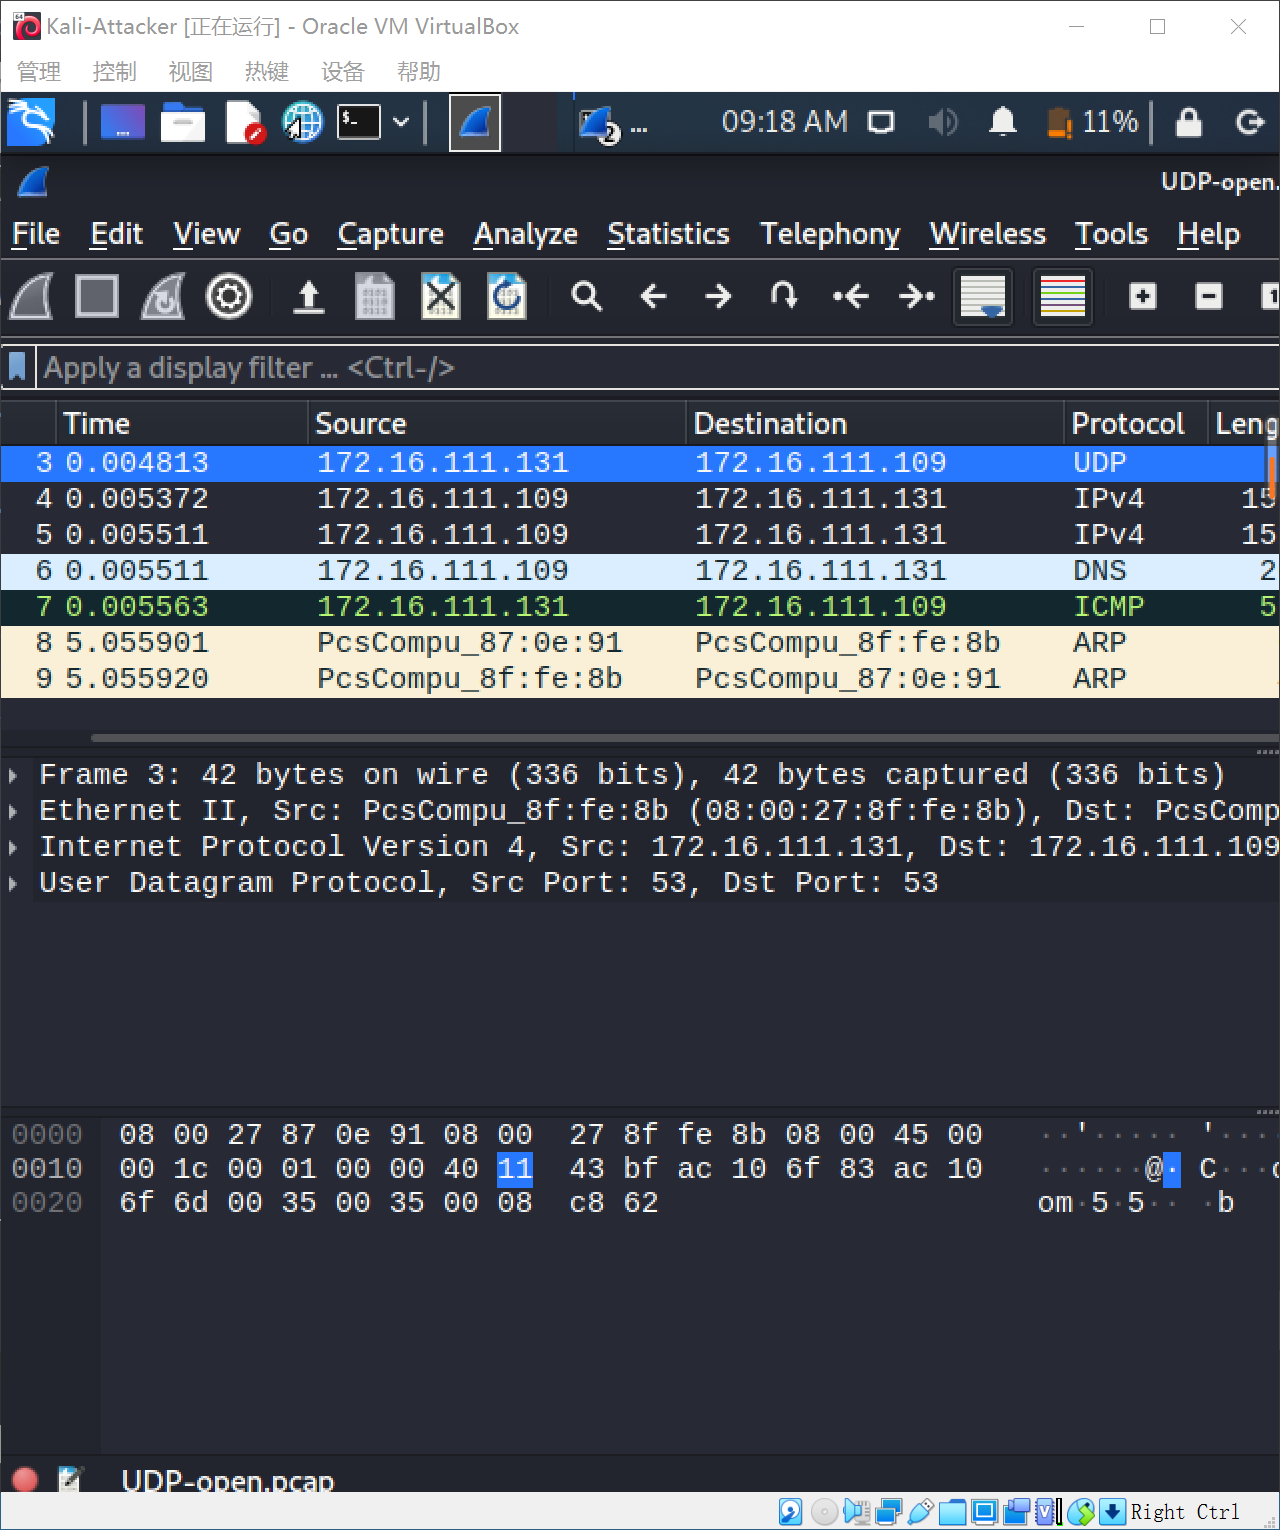 Kali-Attacker [正在运行] - Oracle VM VirtualBox
管理 控制 视图 热键 设备 帮助
... 09:18 AM 11%
UDP-open.
File Edit View Go Capture Analyze Statistics Telephony Wireless Tools Help
Apply a display filter ... <Ctrl-/>
Time Source Destination Protocol Leng
3 0.004813 172.16.111.131 172.16.111.109 UDP
4 0.005372 172.16.111.109 172.16.111.131 IPv4 15
5 0.005511 172.16.111.109 172.16.111.131 IPv4 15
6 0.005511 172.16.111.109 172.16.111.131 DNS 2
7 0.005563 172.16.111.131 172.16.111.109 ICMP 5
8 5.055901 PcsCompu_87:0e:91 PcsCompu_8f:fe:8b ARP
9 5.055920 PcsCompu_8f:fe:8b PcsCompu_87:0e:91 ARP
Frame 3: 42 bytes on wire (336 bits), 42 bytes captured (336 bits)
Ethernet II, Src: PcsCompu_8f:fe:8b (08:00:27:8f:fe:8b), Dst: PcsComp
Internet Protocol Version 4, Src: 172.16.111.131, Dst: 172.16.111.109
User Datagram Protocol, Src Port: 53, Dst Port: 53
0000 08 00 27 87 0e 91 08 00 27 8f fe 8b 08 00 45 00 ··'····· '···
0010 00 1c 00 01 00 00 40 11 43 bf ac 10 6f 83 ac 10 ······@· C···o
0020 6f 6d 00 35 00 35 00 08 c8 62 om·5·5·· ·b
UDP-open.pcap
Right Ctrl